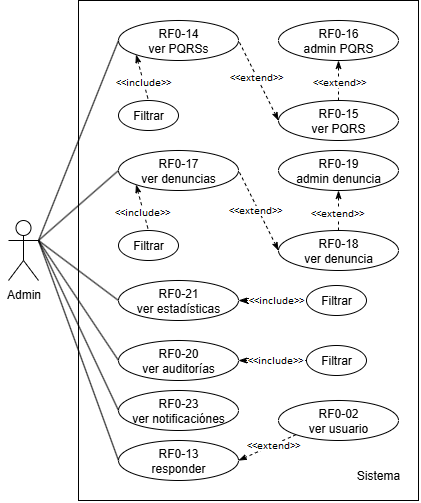 RF0-14
ver PQRSs
RF0-16
admin PQRS
<<include>>
<<extend>>
<<extend>>
Filtrar
RF0-15
ver PQRS
RF0-17
ver denuncias
RF0-19
admin denuncia
<<include>>
<<extend>>
<<extend>>
Filtrar
RF0-18
ver denuncia
Admin
RF0-21
ver estadísticas
<<include>>
Filtrar
RF0-20
ver auditorías
<<include>>
Filtrar
RF0-23
ver notificaciónes
RF0-02
ver usuario
<<extend>>
RF0-13
responder
Sistema